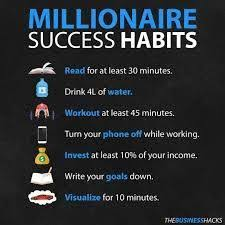 MILLIONAIRE
SUCCESS HABITS
Read for at least 30 minutes.
Drink 4L of water.
Workout at least 45 minutes.
Turn your phone off while working.
Invest at least 10% of your income.
Write your goals down.
Visualize for 10 minutes.
THEBUSINESSHACKS